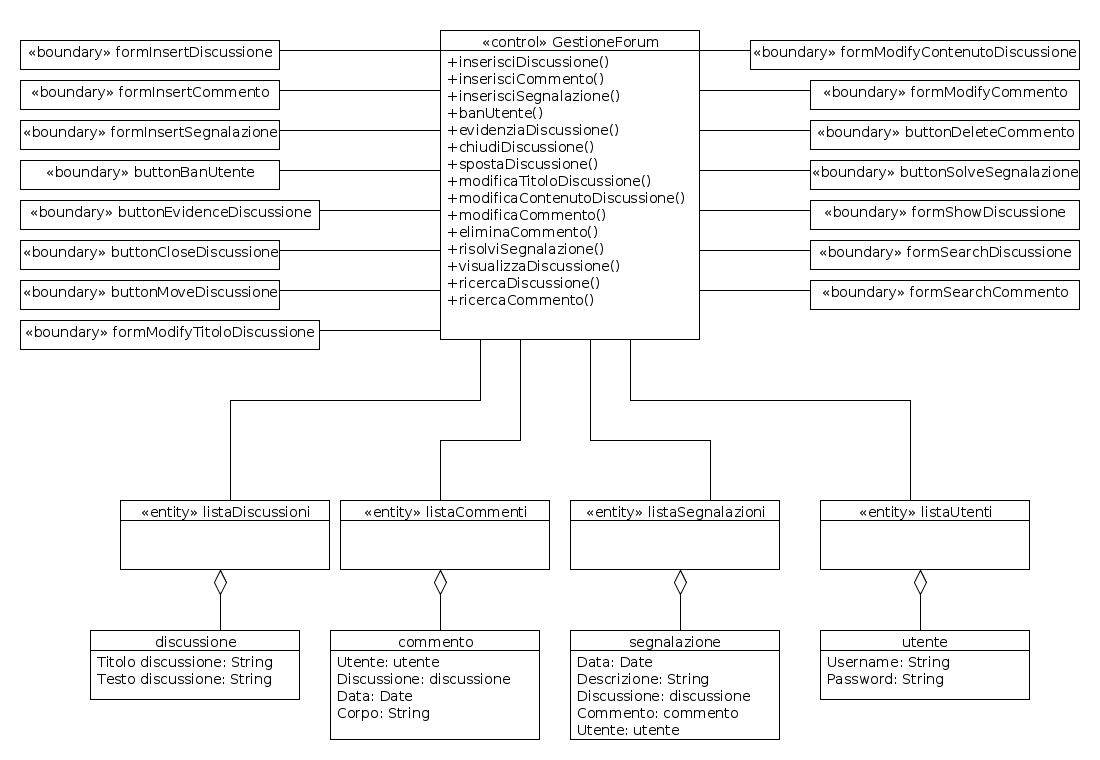 «control» GestioneForum
+inserisciDiscussione()
+inserisciCommento()
+inserisciSegnalazione()
+banUtente()
+evidenziaDiscussione()
+chiudiDiscussione()
+spostaDiscussione()
+modificaTitoloDiscussione()
+modificaContenutoDiscussione()
+modificaCommento()
+eliminaCommento()
+risolviSegnalazione()
+visualizzaDiscussione()
+ricercaDiscussione()
+ricercaCommento()
«boundary» formInsertDiscussione
«boundary» formInsertCommento
«boundary» formInsertSegnalazione
«boundary» buttonBanUtente
«boundary» buttonEvidenceDiscussione
«boundary» buttonCloseDiscussione
«boundary» buttonMoveDiscussione
«boundary» formModifyTitoloDiscussione
«boundary» formModifyContenutoDiscussione
«boundary» formModifyCommento
«boundary» buttonDeleteCommento
«boundary» buttonSolveSegnalazione
«boundary» formShowDiscussione
«boundary» formSearchDiscussione
«boundary» formSearchCommento
«entity» listaDiscussioni
«entity» listaCommenti
«entity» listaSegnalazioni
«entity» listaUtenti
discussione
Titolo discussione: String
Testo discussione: String
commento
Utente: utente
Discussione: discussione
Data: Date
Corpo: String
segnalazione
Data: Date
Descrizione: String
Discussione: discussione
Commento: commento
Utente: utente
utente
Username: String
Password: String